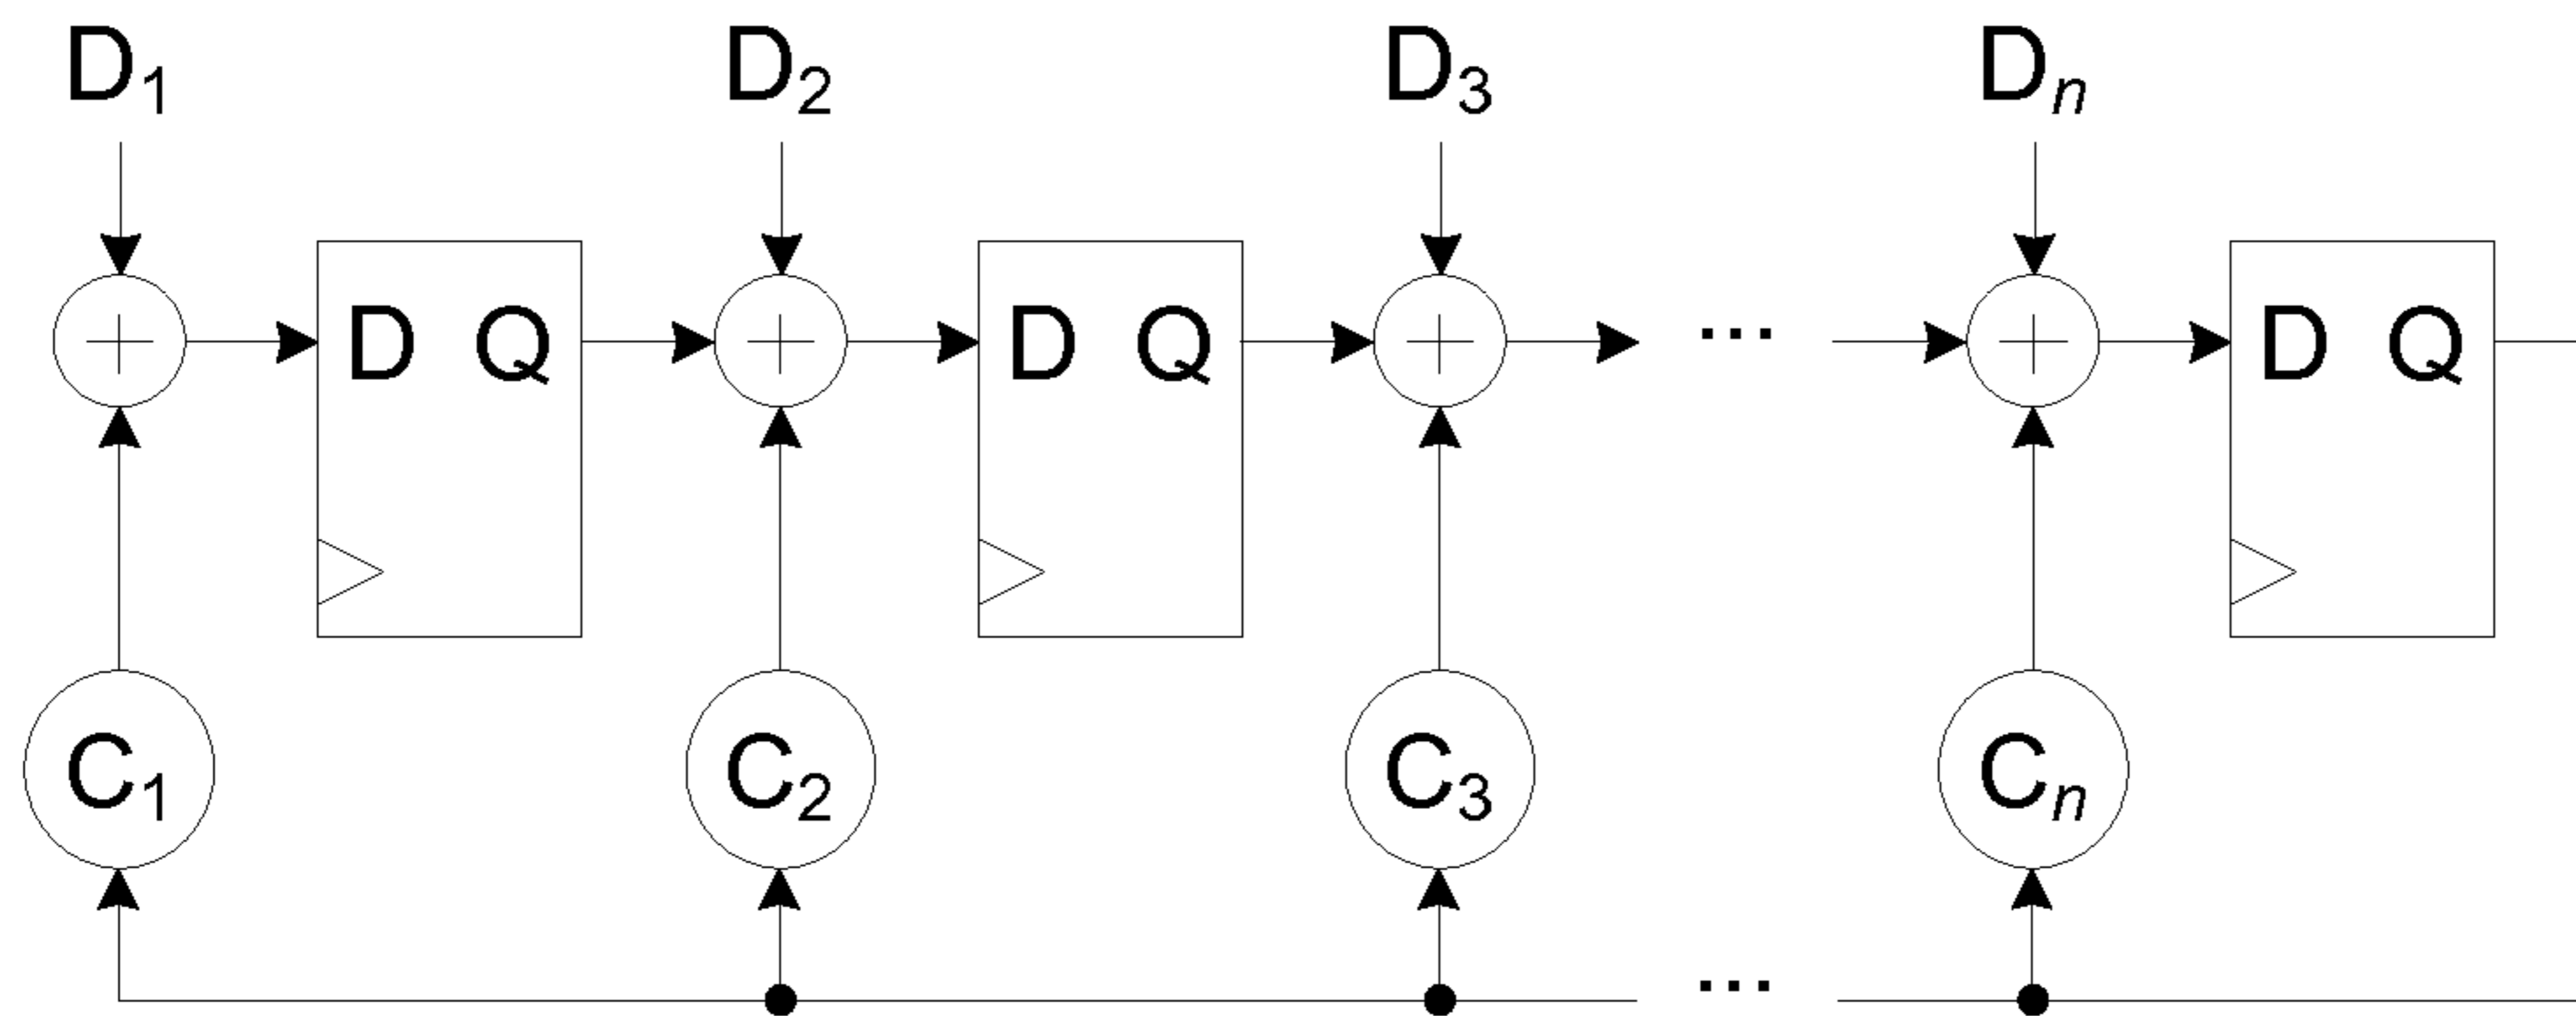 D₁ D₂ D₃ Dₙ
D Q D Q ... D Q
C₁ C₂ C₃ Cₙ
...